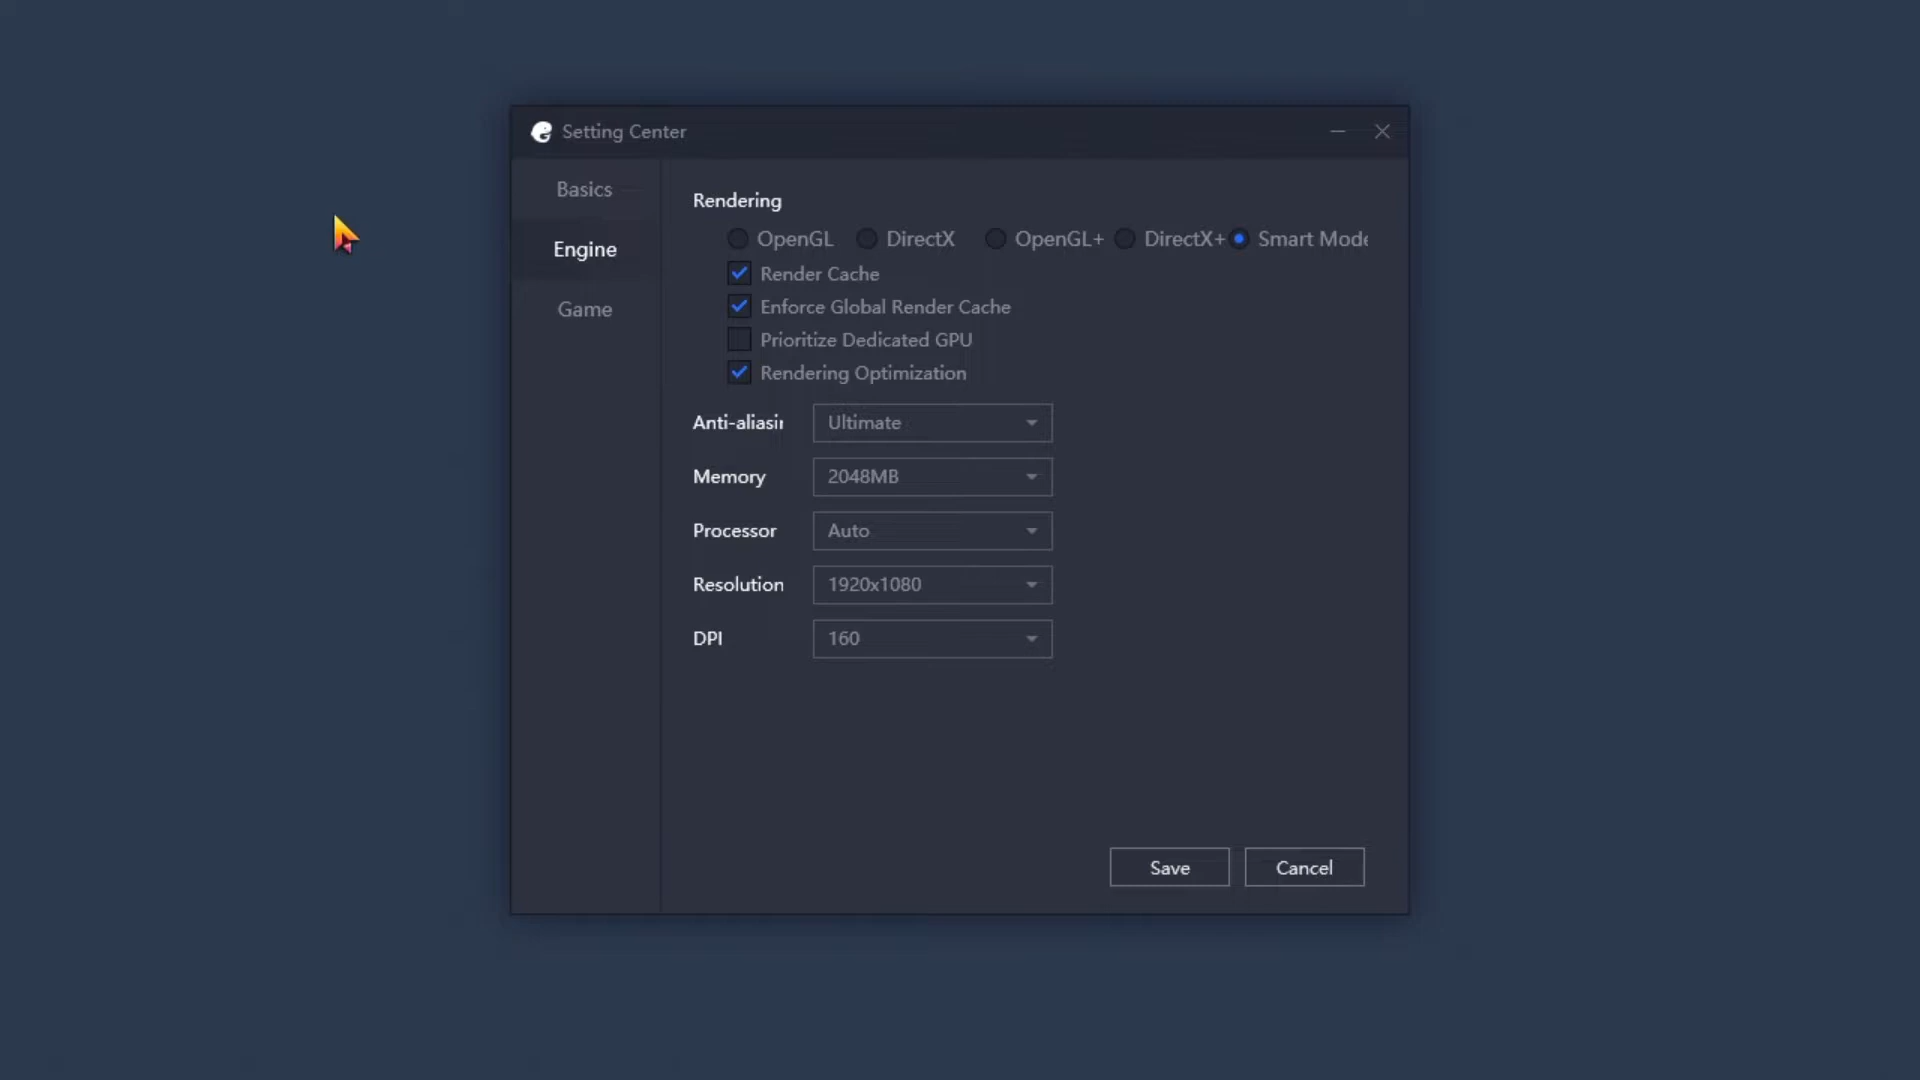 Setting Center
Basics
Engine
Game
Rendering
OpenGL DirectX OpenGL+ DirectX+ Smart Mode
Render Cache
Enforce Global Render Cache
Prioritize Dedicated GPU
Rendering Optimization
Anti-aliasin Ultimate
Memory 2048MB
Processor Auto
Resolution 1920x1080
DPI 160
Save Cancel